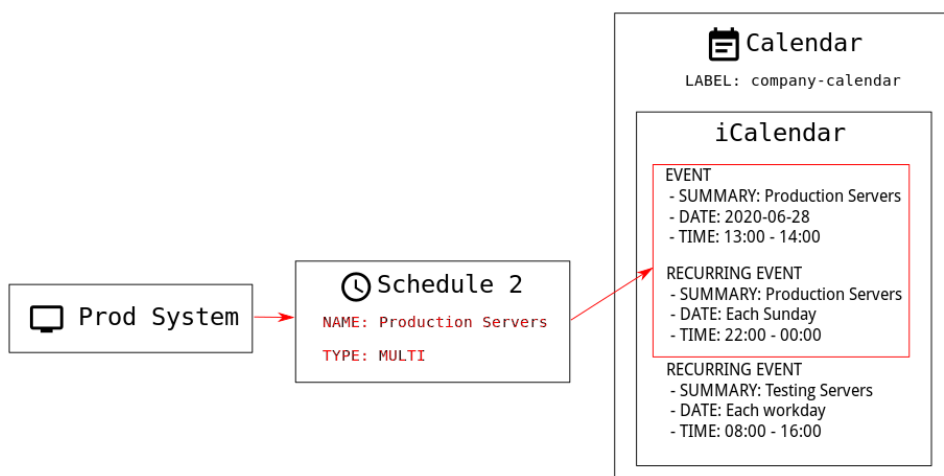 Calendar
LABEL: company-calendar
iCalendar
EVENT
- SUMMARY: Production Servers
- DATE: 2020-06-28
- TIME: 13:00 - 14:00
RECURRING EVENT
- SUMMARY: Production Servers
- DATE: Each Sunday
- TIME: 22:00 - 00:00
RECURRING EVENT
- SUMMARY: Testing Servers
- DATE: Each workday
- TIME: 08:00 - 16:00
Schedule 2
NAME: Production Servers
TYPE: MULTI
Prod System